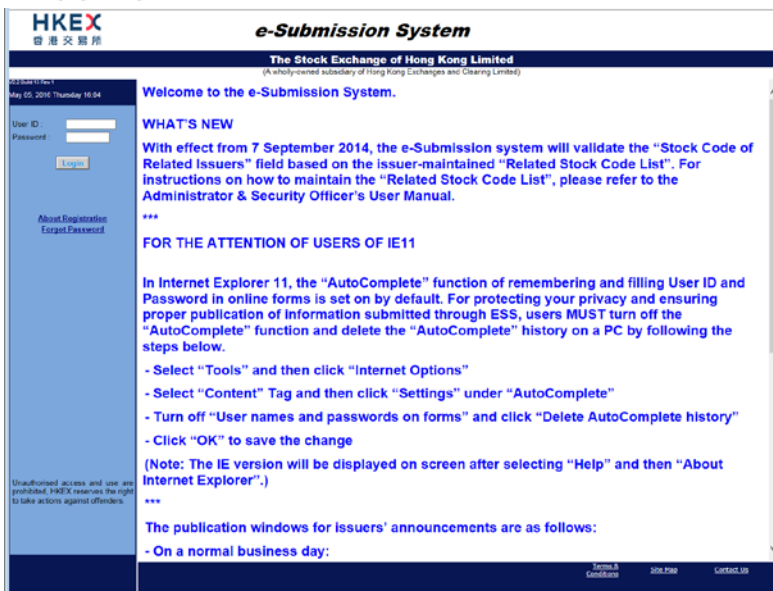 HKEX
香港交易所
e-Submission System
The Stock Exchange of Hong Kong Limited
(A wholly-owned subsidiary of Hong Kong Exchanges and Clearing Limited)
May 05, 2016 Thursday 16:04
User ID :
Password :
Login
About Registration
Forgot Password
Unauthorised access and use are
prohibited, HKEX reserves the right
to take actions against offenders.
Welcome to the e-Submission System.
WHAT'S NEW
With effect from 7 September 2014, the e-Submission system will validate the “Stock Code of
Related Issuers” field based on the issuer-maintained “Related Stock Code List”. For
instructions on how to maintain the “Related Stock Code List”, please refer to the
Administrator & Security Officer’s User Manual.
***
FOR THE ATTENTION OF USERS OF IE11
In Internet Explorer 11, the “AutoComplete” function of remembering and filling User ID and
Password in online forms is set on by default. For protecting your privacy and ensuring
proper publication of information submitted through ESS, users MUST turn off the
“AutoComplete” function and delete the “AutoComplete” history on a PC by following the
steps below.
- Select “Tools” and then click “Internet Options”
- Select “Content” Tag and then click “Settings” under “AutoComplete”
- Turn off “User names and passwords on forms” and click “Delete AutoComplete history”
- Click “OK” to save the change
(Note: The IE version will be displayed on screen after selecting “Help” and then “About
Internet Explorer”.)
***
The publication windows for issuers’ announcements are as follows:
- On a normal business day:
Terms &
Conditions
Site Map
Contact Us